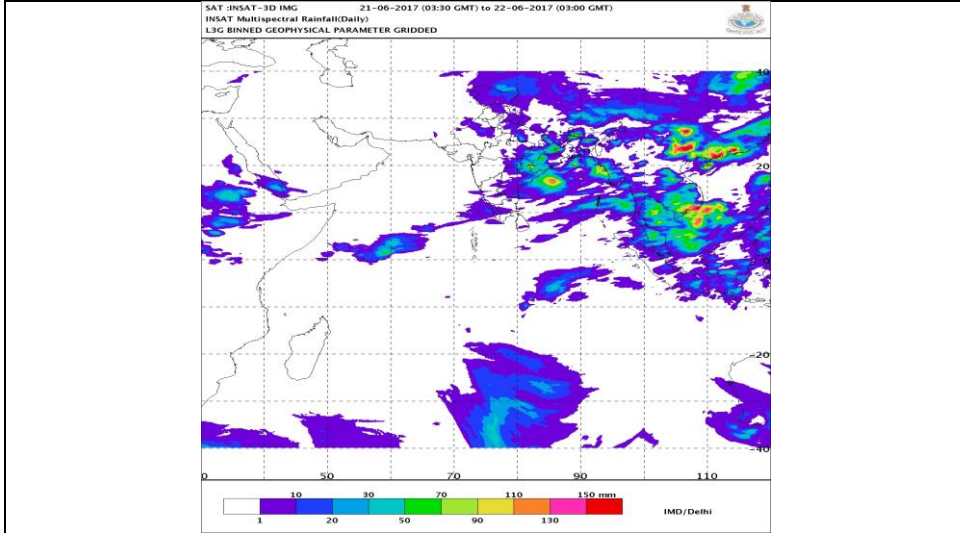 SAT :INSAT-3D IMG 21-06-2017 (03:30 GMT) to 22-06-2017 (03:00 GMT)
INSAT Multispectral Rainfall(Daily)
L3G BINNED GEOPHYSICAL PARAMETER GRIDDED
40
20
0
-20
-40
0 50 70 90 110
10 30 70 110 150 mm
1 20 50 90 130
IMD/Delhi